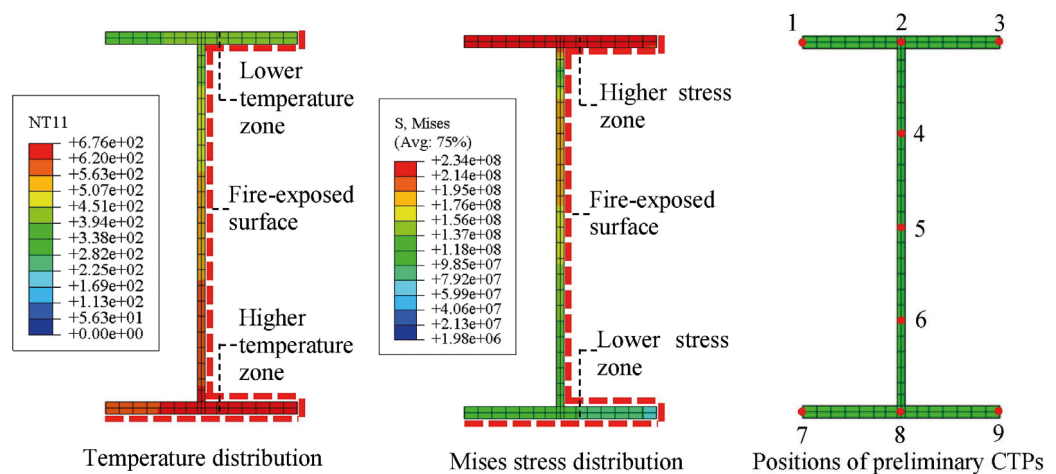 Lower
temperature
zone
NT11
+6.76e+02
+6.20e+02
+5.63e+02
+5.07e+02
+4.51e+02
+3.94e+02
+3.38e+02
+2.82e+02
+2.25e+02
+1.69e+02
+1.13e+02
+5.63e+01
+0.00e+00
Fire-exposed
surface
Higher
temperature
zone
Temperature distribution
Higher stress
zone
S, Mises
(Avg: 75%)
+2.34e+08
+2.14e+08
+1.95e+08
+1.76e+08
+1.56e+08
+1.37e+08
+1.18e+08
+9.85e+07
+7.92e+07
+5.99e+07
+4.06e+07
+2.13e+07
+1.98e+06
Fire-exposed
surface
Lower stress
zone
Mises stress distribution
1 2 3
4
5
6
7 8 9
Positions of preliminary CTPs